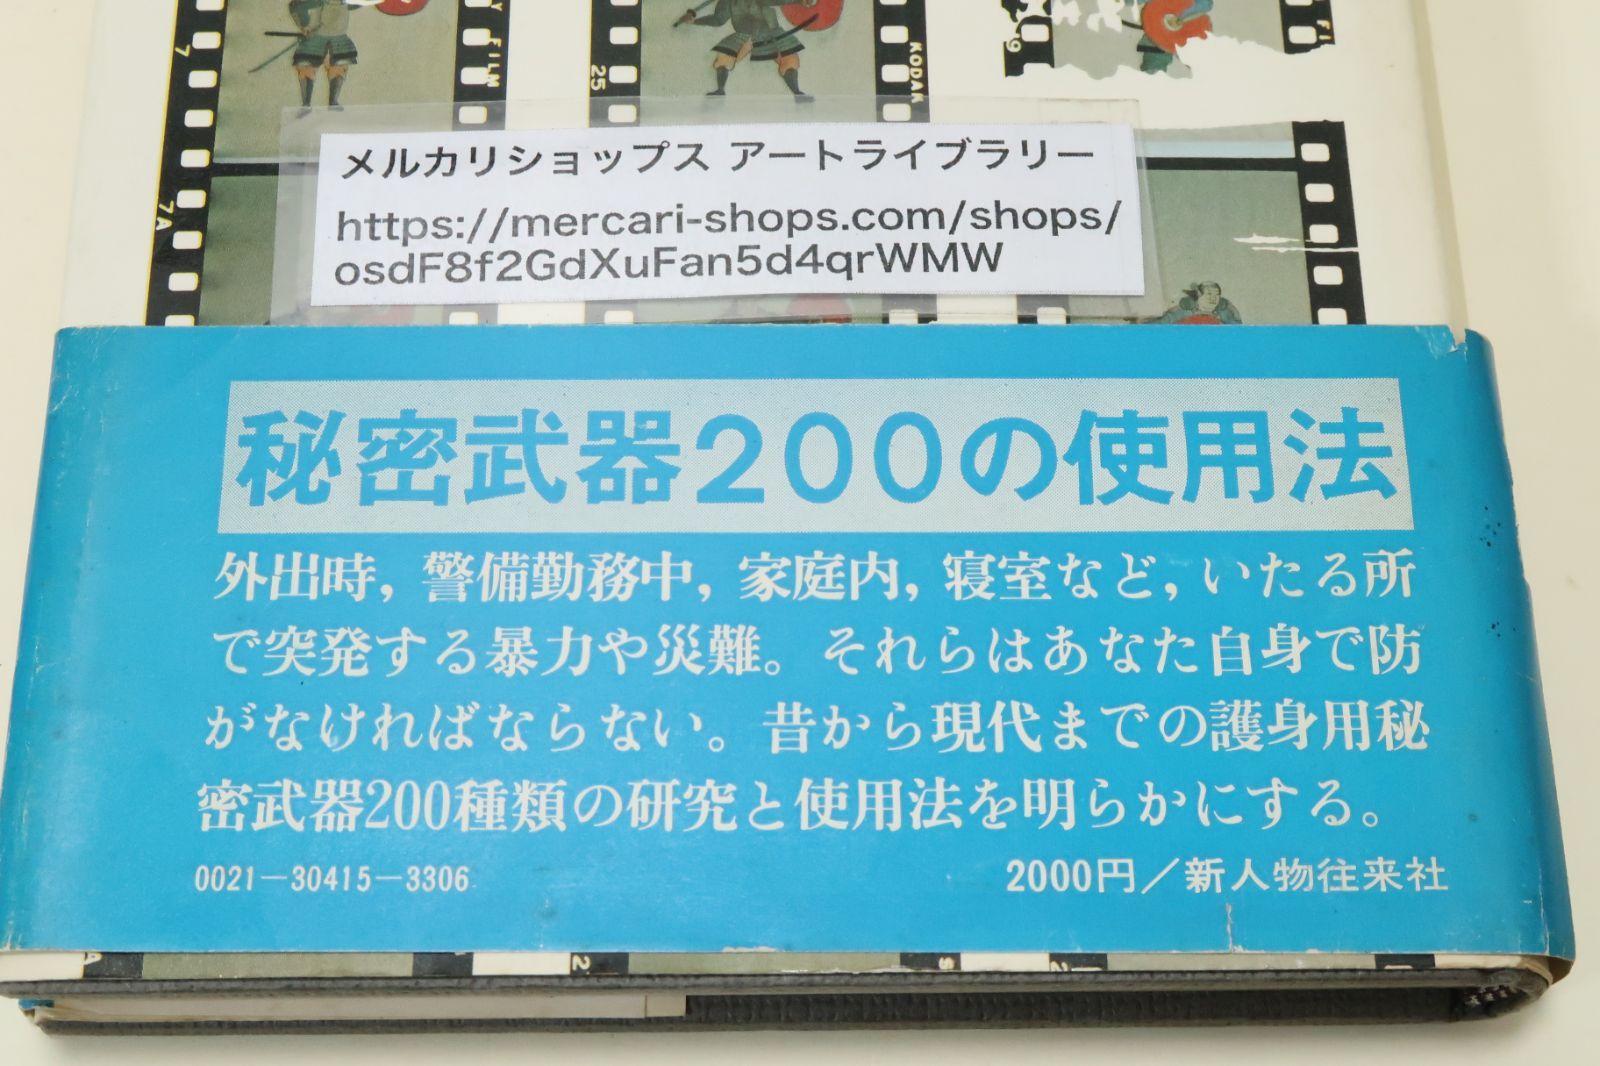 7
Y FILM
25
KODAK
FI
7A
メルカリショップス アートライブラリー
https://mercari-shops.com/shops/
osdF8f2GdXuFan5d4qrWMW
秘密武器200の使用法
外出時，警備勤務中，家庭内，寝室など，いたる所
で突発する暴力や災難。それらはあなた自身で防
がなければならない。昔から現代までの護身用秘
密武器200種類の研究と使用法を明らかにする。
0021-30415-3306
2000円／新人物往来社